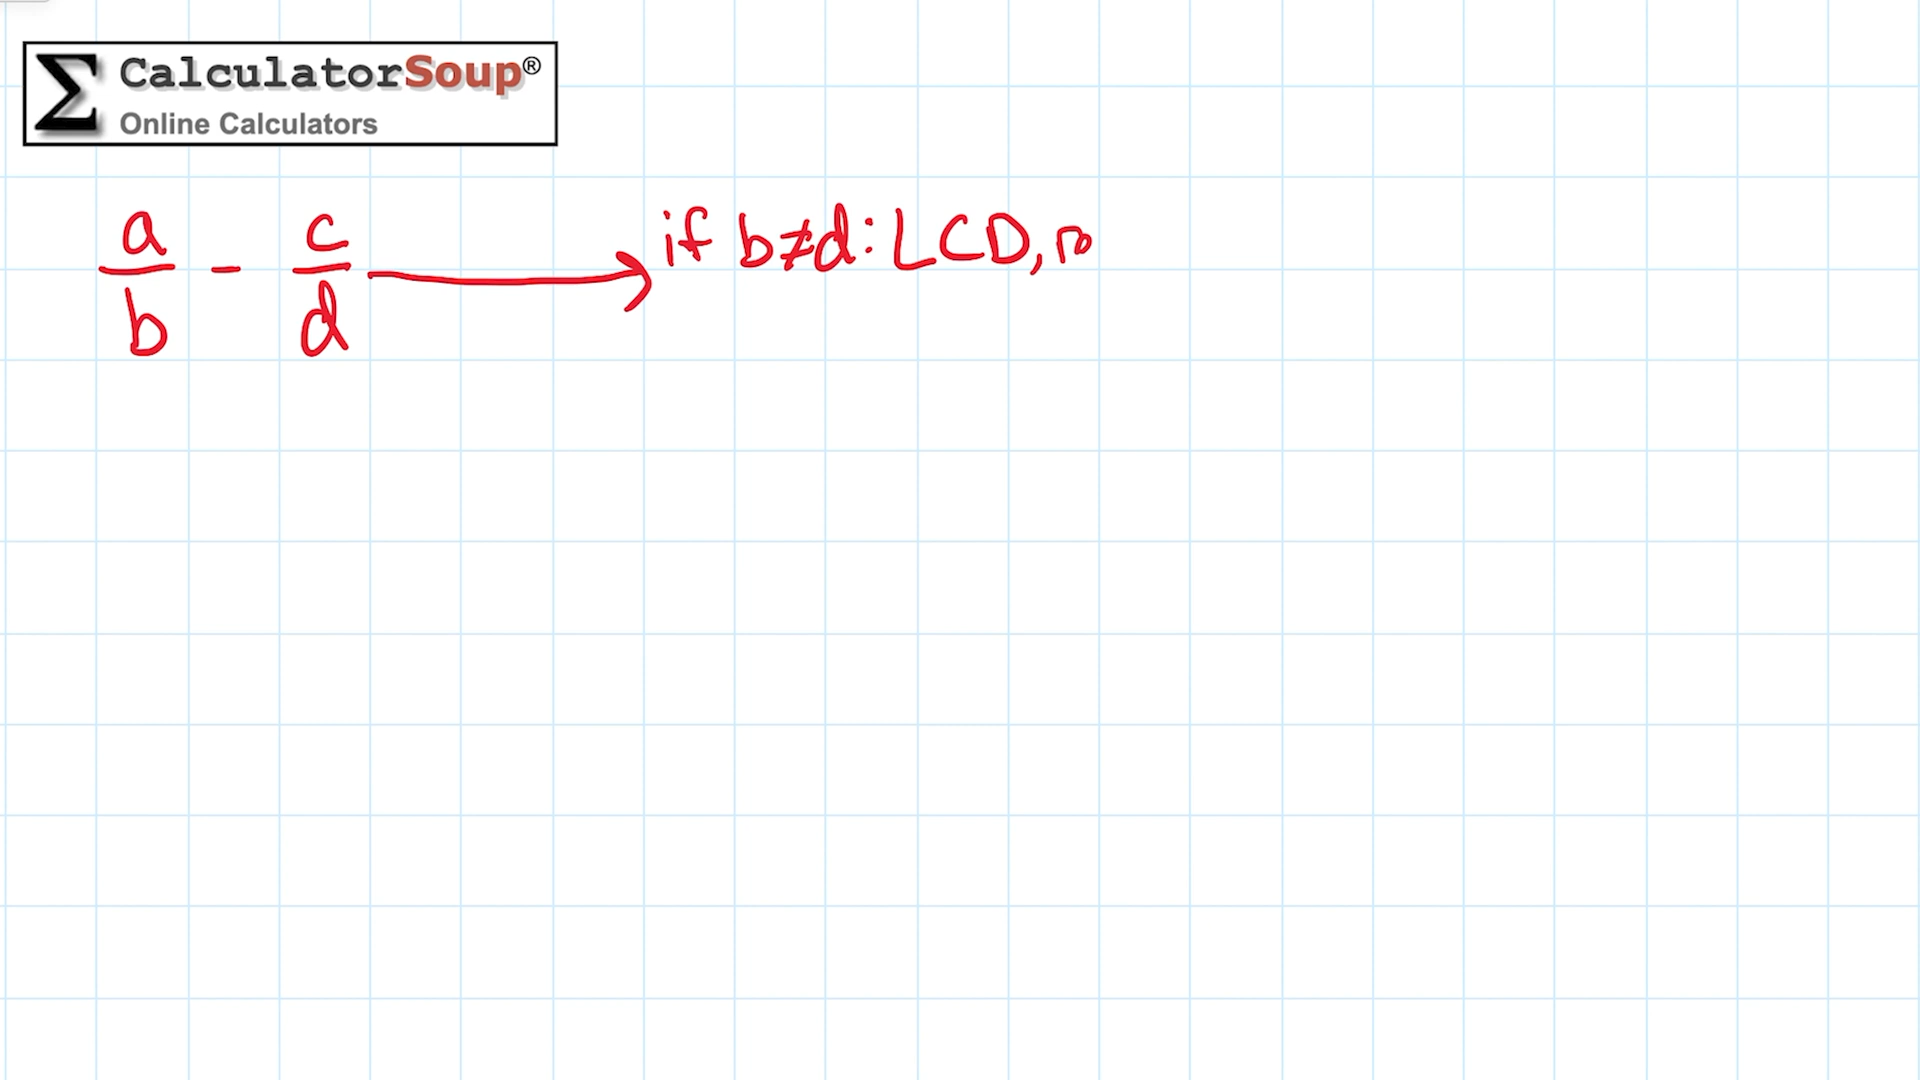 CalculatorSoup®
Online Calculators
a/b - c/d → if b≠d: LCD,